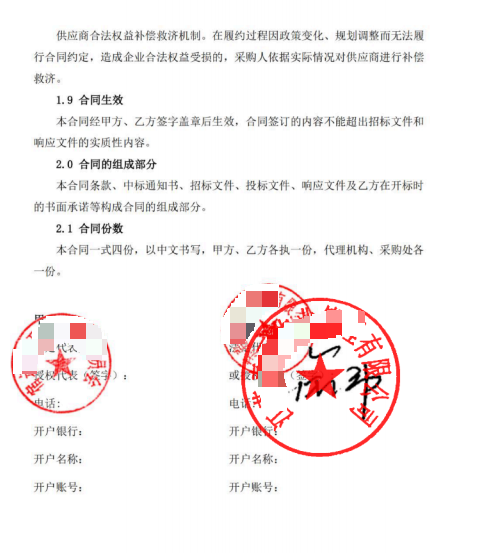 供应商合法权益补偿救济机制。在履约过程因政策变化、规划调整而无法履
行合同约定，造成企业合法权益受损的，采购人依据实际情况对供应商进行补偿
救济。
1.9 合同生效
本合同经甲方、乙方签字盖章后生效，合同签订的内容不能超出招标文件和
响应文件的实质性内容。
2.0 合同的组成部分
本合同条款、中标通知书、招标文件、投标文件、响应文件及乙方在开标时
的书面承诺等构成合同的组成部分。
2.1 合同份数
本合同一式四份，以中文书写，甲方、乙方各执一份，代理机构、采购处各
一份。
授权代表（签字）：
电话：
电话：
开户银行：
开户银行：
开户名称：
开户名称：
开户账号：
开户账号：
有限公司